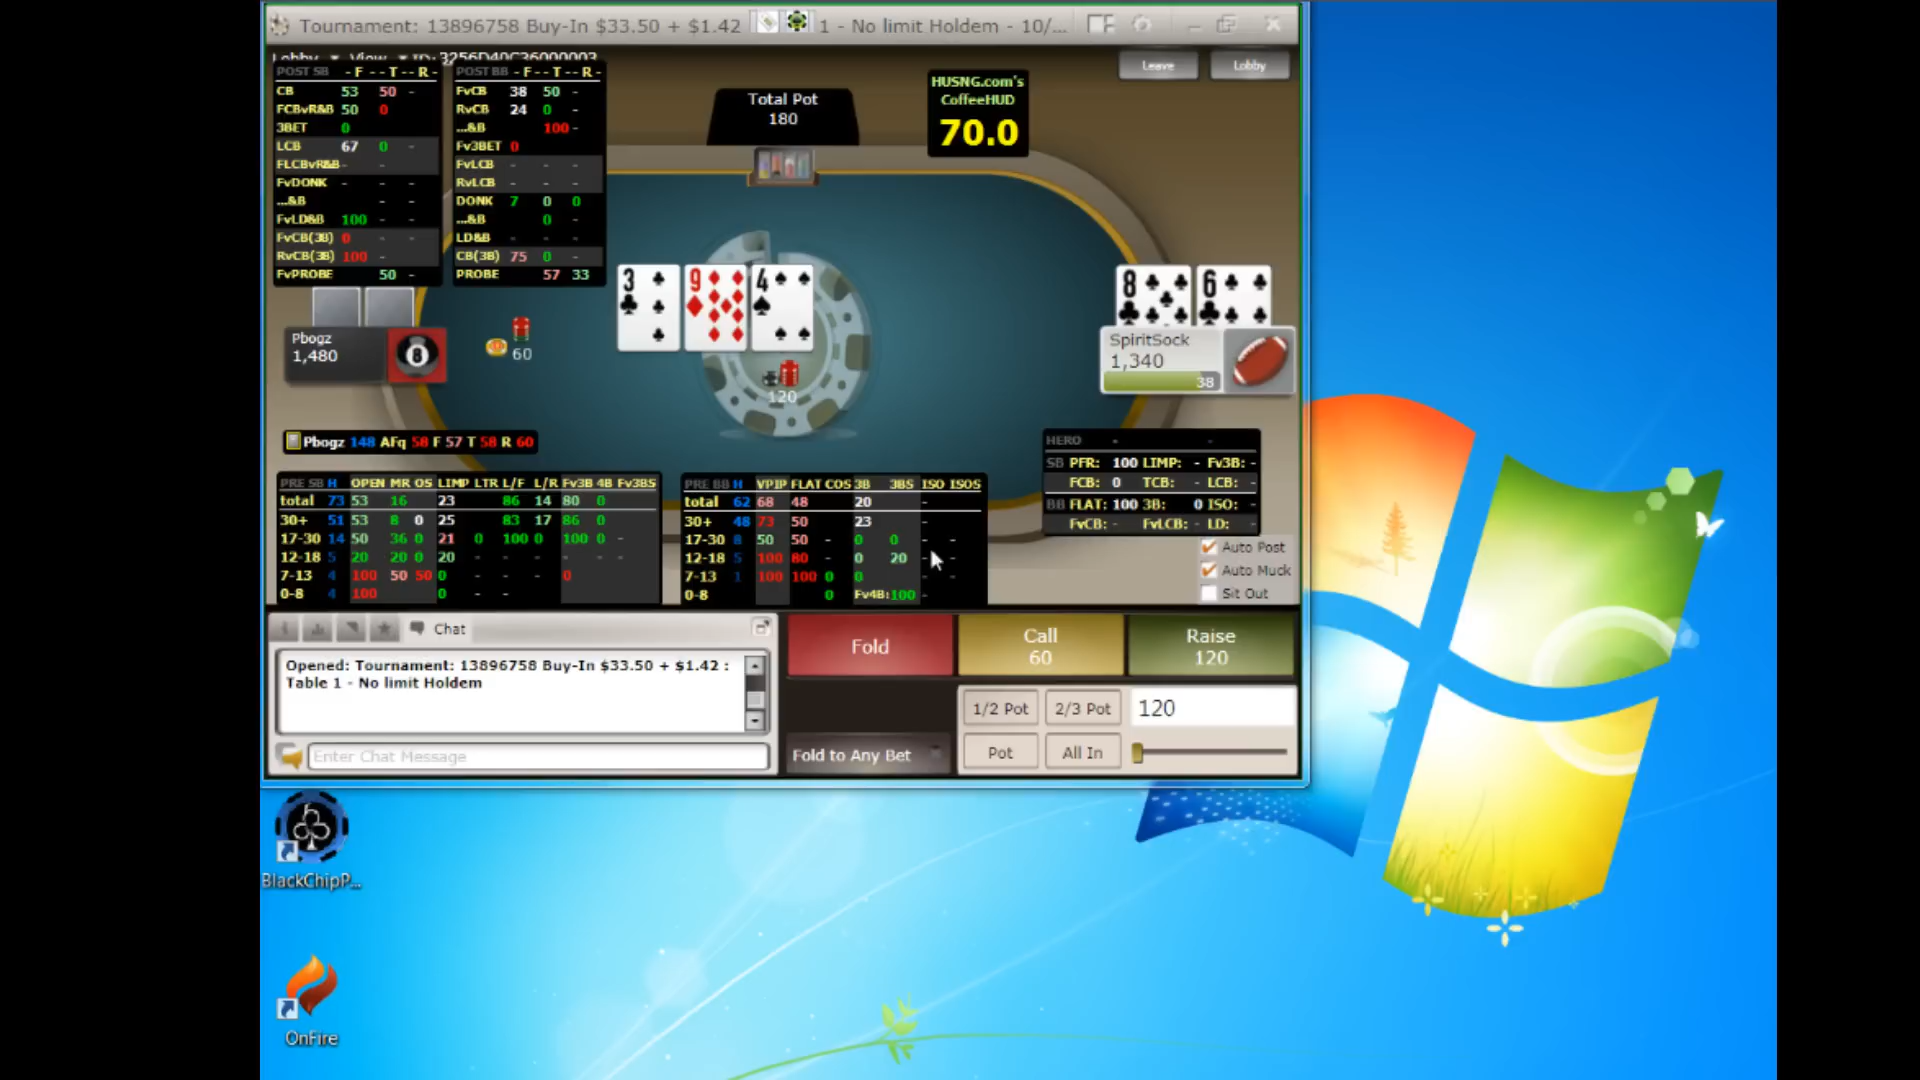 Tournament: 13896758 Buy-In $33.50 + $1.42 1 - No limit Holdem - 10/...
Lobby View ID: 3256D40C36000003
Leave Lobby
POST SB - F - - T - - R -
CB 53 50 -
FCBvR&B 50 0
3BET 0
LCB 67 0 -
FLCBvR&B - - -
FvDONK - - -
...&B - -
FvLD&B 100 - -
FvCB(3B) 0 - -
RvCB(3B) 100 -
FvPROBE 50 -
POST BB - F - - T - - R -
FvCB 38 50 -
RvCB 24 0 -
...&B 100 -
Fv3BET 0
FvLCB - - -
RvLCB - - -
DONK 7 0 0
...&B 0 -
LD&B - - -
CB(3B) 75 0 -
PROBE 57 33
Total Pot
180
HUSNG.com's
CoffeeHUD
70.0
3 9 4
8 6
Pbogz
1,480
8
60
120
SpiritSock
1,340
38
Pbogz 148 AFq 58 F 57 T 58 R 60
HERO - -
SB PFR: 100 LIMP: - Fv3B: -
FCB: 0 TCB: - LCB: -
BB FLAT: 100 3B: 0 ISO: -
FvCB: - FvLCB: - LD: -
PRE SB H OPEN MR OS LIMP LTR L/F L/R Fv3B 4B Fv3BS
total 73 53 16 23 86 14 80 0
30+ 51 53 8 0 25 83 17 86 0
17-30 14 50 36 0 21 0 100 0 100 0 -
12-18 5 20 20 0 20 - - - - - -
7-13 4 100 50 50 0 - - - 0
0-8 4 100 0 - -
PRE BB H VPIP FLAT COS 3B 3BS ISO ISOS
total 62 68 48 20 -
30+ 48 73 50 23 -
17-30 8 50 50 - 0 0 - -
12-18 5 100 80 - 0 20 - -
7-13 1 100 100 0 0 - -
0-8 0 Fv4B: 100 -
Auto Post
Auto Muck
Sit Out
Chat
Opened: Tournament: 13896758 Buy-In $33.50 + $1.42 :
Table 1 - No limit Holdem
Enter Chat Message
Fold
Call
60
Raise
120
Fold to Any Bet
1/2 Pot 2/3 Pot 120
Pot All In
BlackChipP...
OnFire